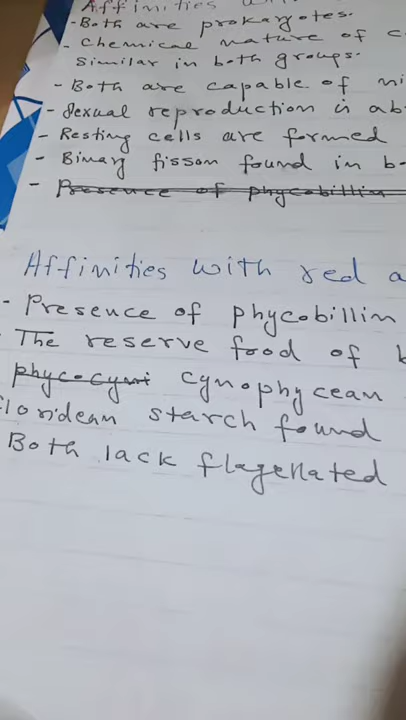 Affinities with
- Both are prokaryotes.
- Chemical nature of c
Similar in both groups.
- Both are capable of ni
- Sexual reproduction is ab
- Resting cells are formed
- Binary fisson found in b
- Presence of phycobillin
Affinities with red a
- Presence of phycobillin
- The reserve food of b
phycocyni cynophycean
floridean starch found
Both lack flagellated